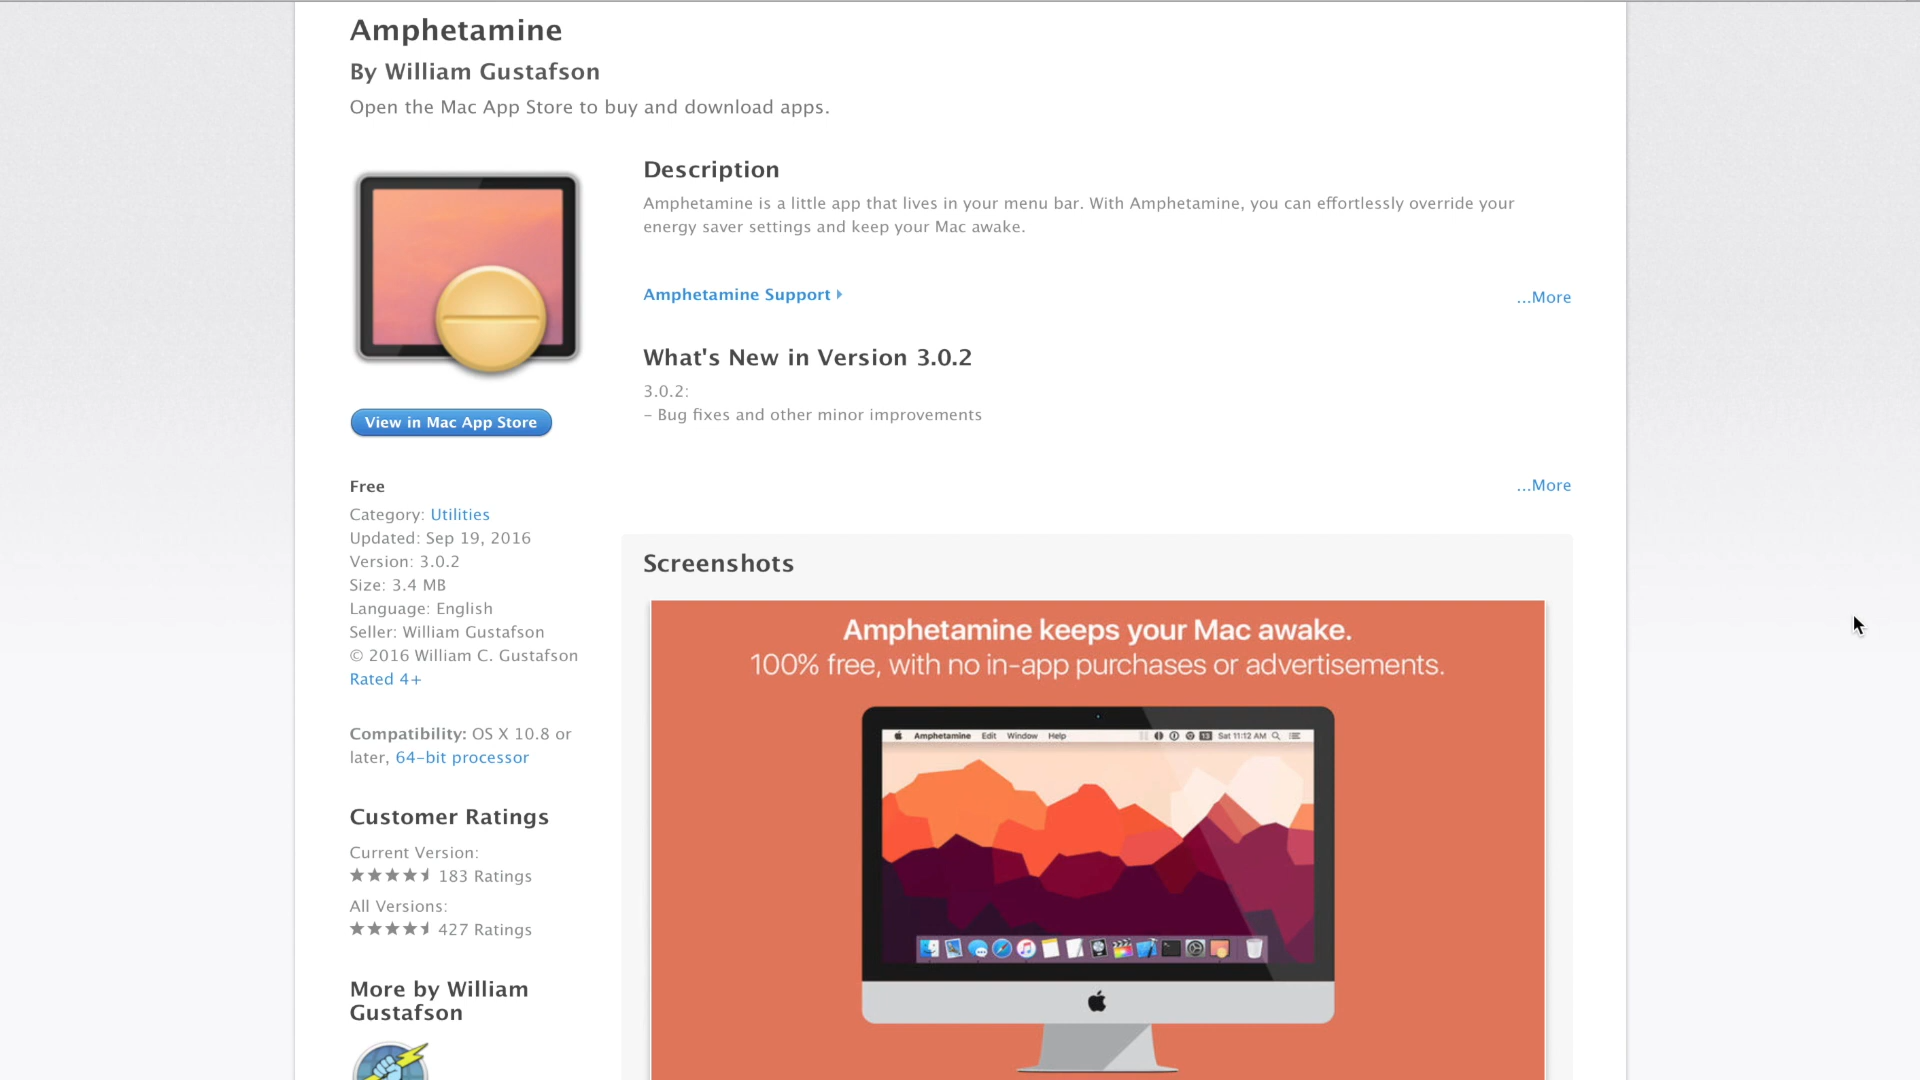 Amphetamine
By William Gustafson
Open the Mac App Store to buy and download apps.
View in Mac App Store
Free
Category: Utilities
Updated: Sep 19, 2016
Version: 3.0.2
Size: 3.4 MB
Language: English
Seller: William Gustafson
© 2016 William C. Gustafson
Rated 4+
Compatibility: OS X 10.8 or
later, 64-bit processor
Customer Ratings
Current Version:
183 Ratings
All Versions:
427 Ratings
More by William
Gustafson
Description
Amphetamine is a little app that lives in your menu bar. With Amphetamine, you can effortlessly override your
energy saver settings and keep your Mac awake.
Amphetamine Support
...More
What's New in Version 3.0.2
3.0.2:
- Bug fixes and other minor improvements
...More
Screenshots
Amphetamine keeps your Mac awake.
100% free, with no in-app purchases or advertisements.
Amphetamine Edit Window Help 13 Sat 11:12 AM